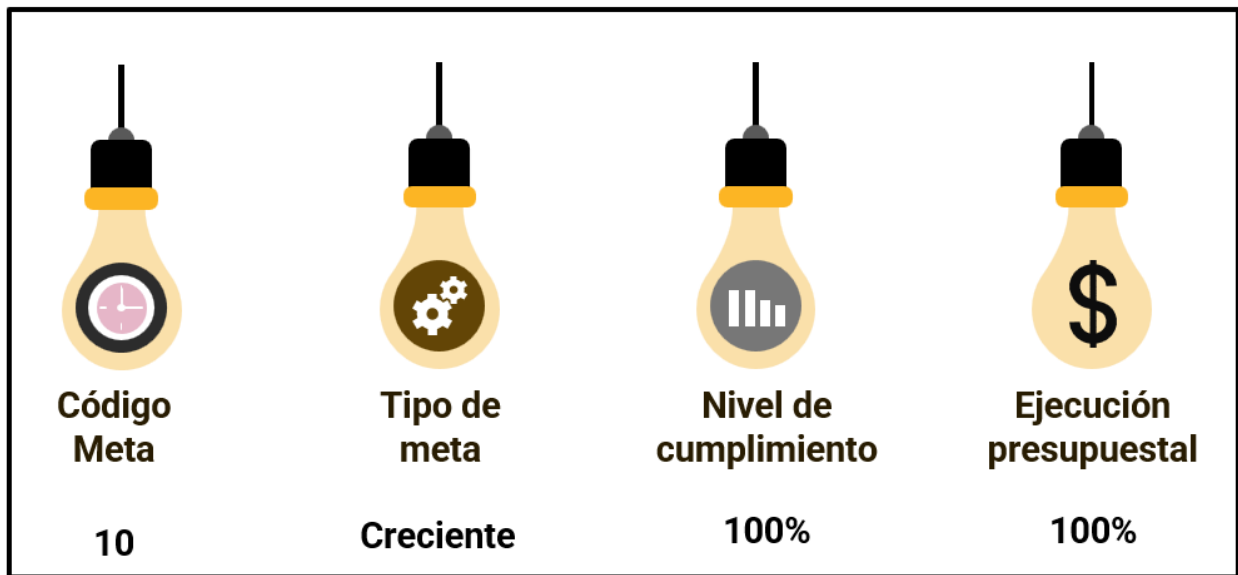 Código
Meta
10
Tipo de
meta
Creciente
Nivel de
cumplimiento
100%
$
Ejecución
presupuestal
100%